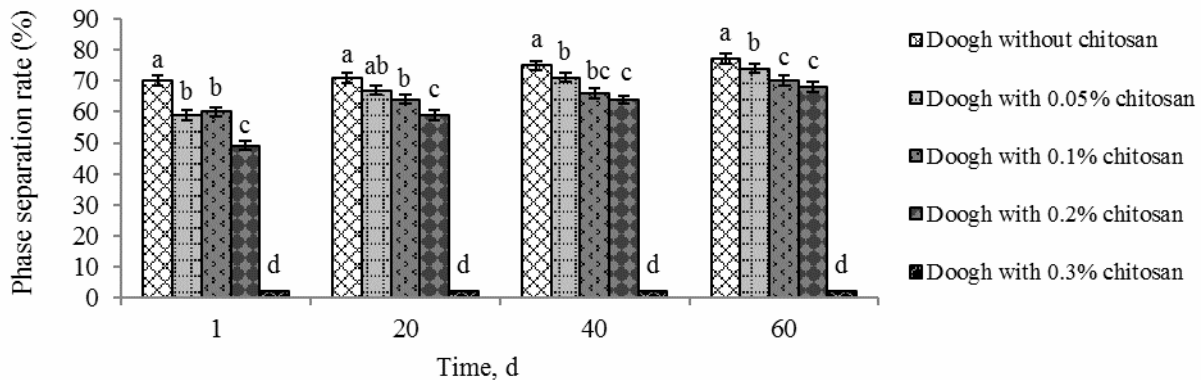 Phase separation rate (%)
90
80
70
60
50
40
30
20
10
0
a
b
b
c
d
a
ab
b
c
d
a
b
bc
c
d
a
b
c
c
d
1
20
40
60
Time, d
Doogh without chitosan
Doogh with 0.05% chitosan
Doogh with 0.1% chitosan
Doogh with 0.2% chitosan
Doogh with 0.3% chitosan